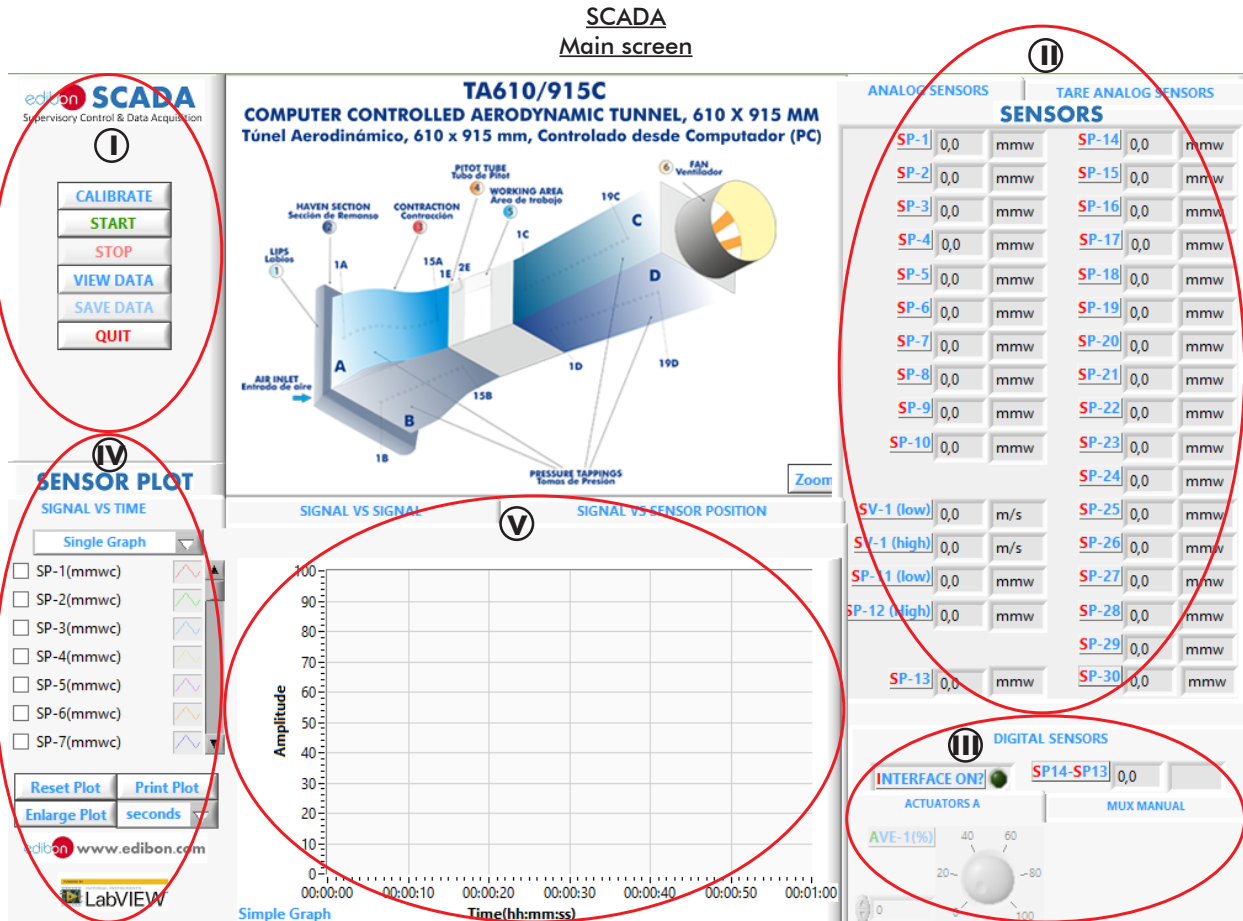 SCADA
Main screen
edibon SCADA
Supervisory Control & Data Acquisition
I
CALIBRATE
START
STOP
VIEW DATA
SAVE DATA
QUIT
TA610/915C
COMPUTER CONTROLLED AERODYNAMIC TUNNEL, 610 X 915 MM
Túnel Aerodinámico, 610 x 915 mm, Controlado desde Computador (PC)
PITOT TUBE
Tubo de Pitot
4
FAN
Ventilador
6
WORKING AREA
Area de trabajo
5
HAVEN SECTION
Sección de Remanso
2
CONTRACTION
Contracción
3
LIPS
Labios
1
1A
15A
1E
2E
1C
19C
C
D
A
B
1D
19D
15B
1B
AIR INLET
Entrada de aire
PRESSURE TAPPINGS
Tomas de Presión
Zoom
II
ANALOG SENSORS
TARE ANALOG SENSORS
SENSORS
SP-1 0,0 mmw SP-14 0,0 mmw
SP-2 0,0 mmw SP-15 0,0 mmw
SP-3 0,0 mmw SP-16 0,0 mmw
SP-4 0,0 mmw SP-17 0,0 mmw
SP-5 0,0 mmw SP-18 0,0 mmw
SP-6 0,0 mmw SP-19 0,0 mmw
SP-7 0,0 mmw SP-20 0,0 mmw
SP-8 0,0 mmw SP-21 0,0 mmw
SP-9 0,0 mmw SP-22 0,0 mmw
SP-10 0,0 mmw SP-23 0,0 mmw
SP-24 0,0 mmw
SV-1 (low) 0,0 m/s SP-25 0,0 mmw
SV-1 (high) 0,0 m/s SP-26 0,0 mmw
SP-11 (low) 0,0 mmw SP-27 0,0 mmw
SP-12 (High) 0,0 mmw SP-28 0,0 mmw
SP-29 0,0 mmw
SP-13 0,0 mmw SP-30 0,0 mmw
IV
SENSOR PLOT
SIGNAL VS TIME
Single Graph
SP-1(mmwc)
SP-2(mmwc)
SP-3(mmwc)
SP-4(mmwc)
SP-5(mmwc)
SP-6(mmwc)
SP-7(mmwc)
Reset Plot Print Plot
Enlarge Plot seconds
edibon www.edibon.com
LabVIEW
V
SIGNAL VS SIGNAL
SIGNAL VS SENSOR POSITION
Amplitude
100
90
80
70
60
50
40
30
20
10
0
00:00:00 00:00:10 00:00:20 00:00:30 00:00:40 00:00:50 00:01:00
Simple Graph
Time(hh:mm:ss)
III
DIGITAL SENSORS
INTERFACE ON? SP14-SP13 0,0
ACTUATORS A
MUX MANUAL
AVE-1(%)
40 60
20 80
0 100
0